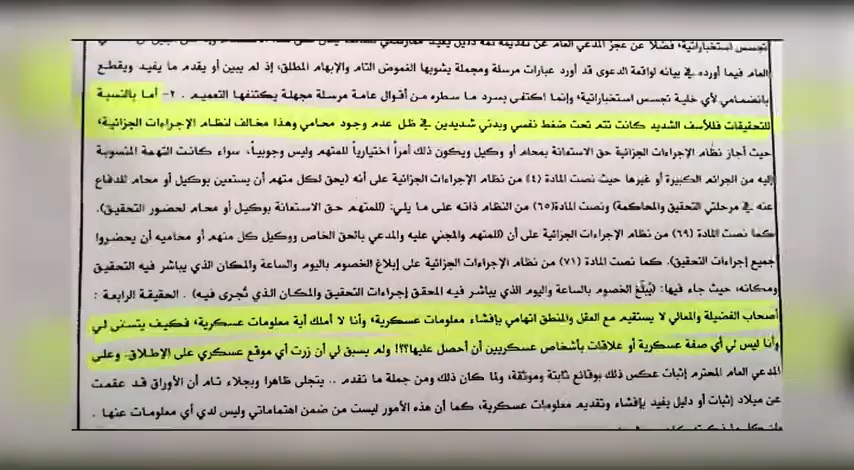 تجسس استخباراتية، فضلاً عن عجز المدعي العام عن تقديمه ثمة دليل يفيد
العام فيما أورده في بيانه لواقعة الدعوى قد أورد عبارات مرسلة ومجملة يشوبها الغموض التام والإبهام المطلق، إذ لم يبين أو يقدم ما يفيد ويقطع
بانضمامي لأي خلية تجسس استخباراتية، وإنما اكتفى بسرد ما سطره من أقوال عامة مرسلة مجهلة يكتنفها التعميم . ٢- أما بالنسبة
للتحقيقات فللأسف الشديد كانت تتم تحت ضغط نفسي وبدني شديدين في ظل عدم وجود محامي وهذا مخالف لنظام الإجراءات الجزائية،
حيث أجاز نظام الإجراءات الجزائية حق الاستعانة بمحام أو وكيل ويكون ذلك أمراً اختيارياً للمتهم وليس وجوبياً، سواء كانت التهمة المنسوبة
إليه من الجرائم الكبيرة أو غيرها حيث نصت المادة (٤) من نظام الإجراءات الجزائية على أنه (يحق لكل متهم أن يستعين بوكيل أو محام للدفاع
عنه في مرحلتي التحقيق والمحاكمة) ونصت المادة(٦٥) من النظام ذاته على ما يلي: (للمتهم حق الاستعانة بوكيل أو محام لحضور التحقيق).
كما نصت المادة (٦٩) من نظام الإجراءات الجزائية على أن (للمتهم والمجني عليه والمدعي بالحق الخاص ووكيل كل منهم أو محاميه أن يحضروا
جميع إجراءات التحقيق). كما نصت المادة (٧١) من نظام الإجراءات الجزائية على إبلاغ الخصوم باليوم والساعة والمكان الذي يباشر فيه التحقيق
ومكانه، حيث جاء فيها: (يُبلّغ الخصوم بالساعة واليوم الذي يباشر فيه المحقق إجراءات التحقيق والمكان الذي تُجرى فيه) . الحقيقة الرابعة :
أصحاب الفضيلة والمعالي لا يستقيم مع العقل والمنطق اتهامي بإفشاء معلومات عسكرية، وأنا لا أملك أية معلومات عسكرية، فكيف يتسنى لي
وأنا ليس لي أي صفة عسكرية أو علاقات بأشخاص عسكريين أن أحصل عليها؟؟! ولم يسبق لي أن زرت أي موقع عسكري على الإطلاق- وعلى
المدعي العام المحترم إثبات عكس ذلك بوقائع ثابتة وموثقة، ولما كان ذلك ومن جملة ما تقدم .. يتجلى ظاهرا وبجلاء تام أن الأوراق قد عقمت
عن ميلاد إثبات أو دليل يفيد بإفشاء وتقديم معلومات عسكرية، كما أن هذه الأمور ليست من ضمن اهتماماتي وليس لدي أي معلومات عنها .